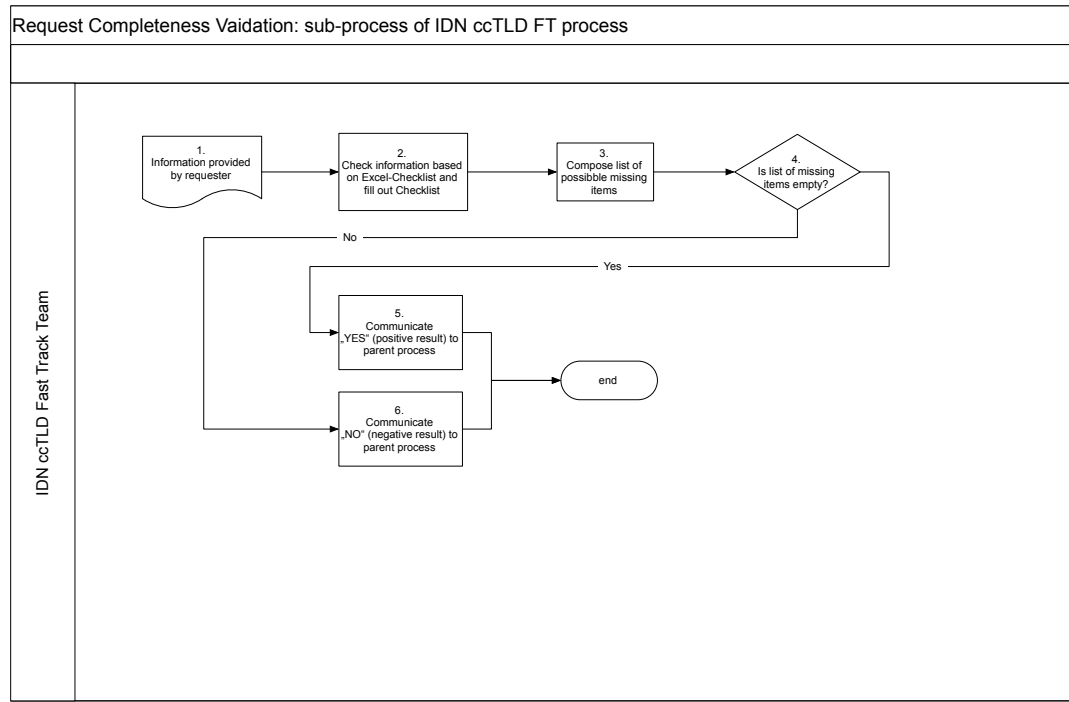 Request Completeness Vaidation: sub-process of IDN ccTLD FT process
IDN ccTLD Fast Track Team
1.
Information provided
by requester
2.
Check information based
on Excel-Checklist and
fill out Checklist
3.
Compose list of
possibble missing
items
4.
Is list of missing
items empty?
No
Yes
5.
Communicate
„YES“ (positive result) to
parent process
end
6.
Communicate
„NO“ (negative result) to
parent process